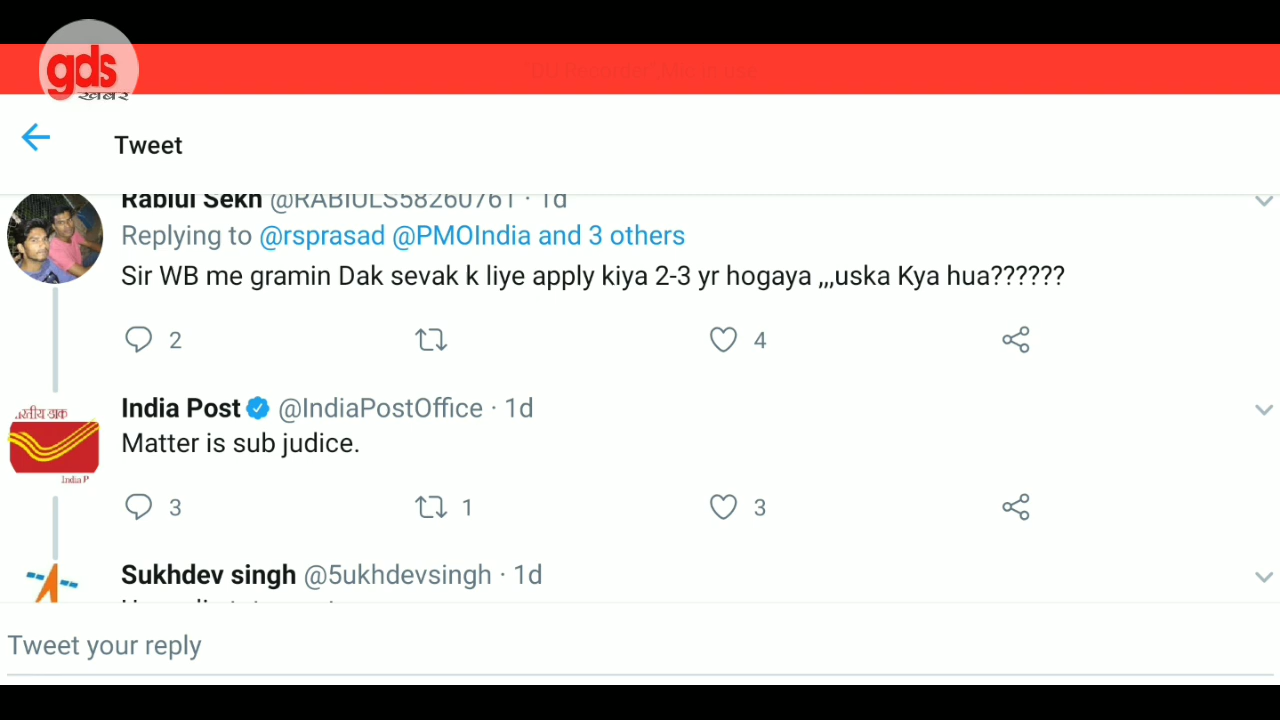 gds
खबर
Tweet
Rabiul Sekh @RABIULS58260761 · 1d
Replying to @rsprasad @PMOIndia and 3 others
Sir WB me gramin Dak sevak k liye apply kiya 2-3 yr hogaya ,,,uska Kya hua??????
2
4
India Post @IndiaPostOffice · 1d
Matter is sub judice.
3
1
3
Sukhdev singh @5ukhdevsingh · 1d
Tweet your reply